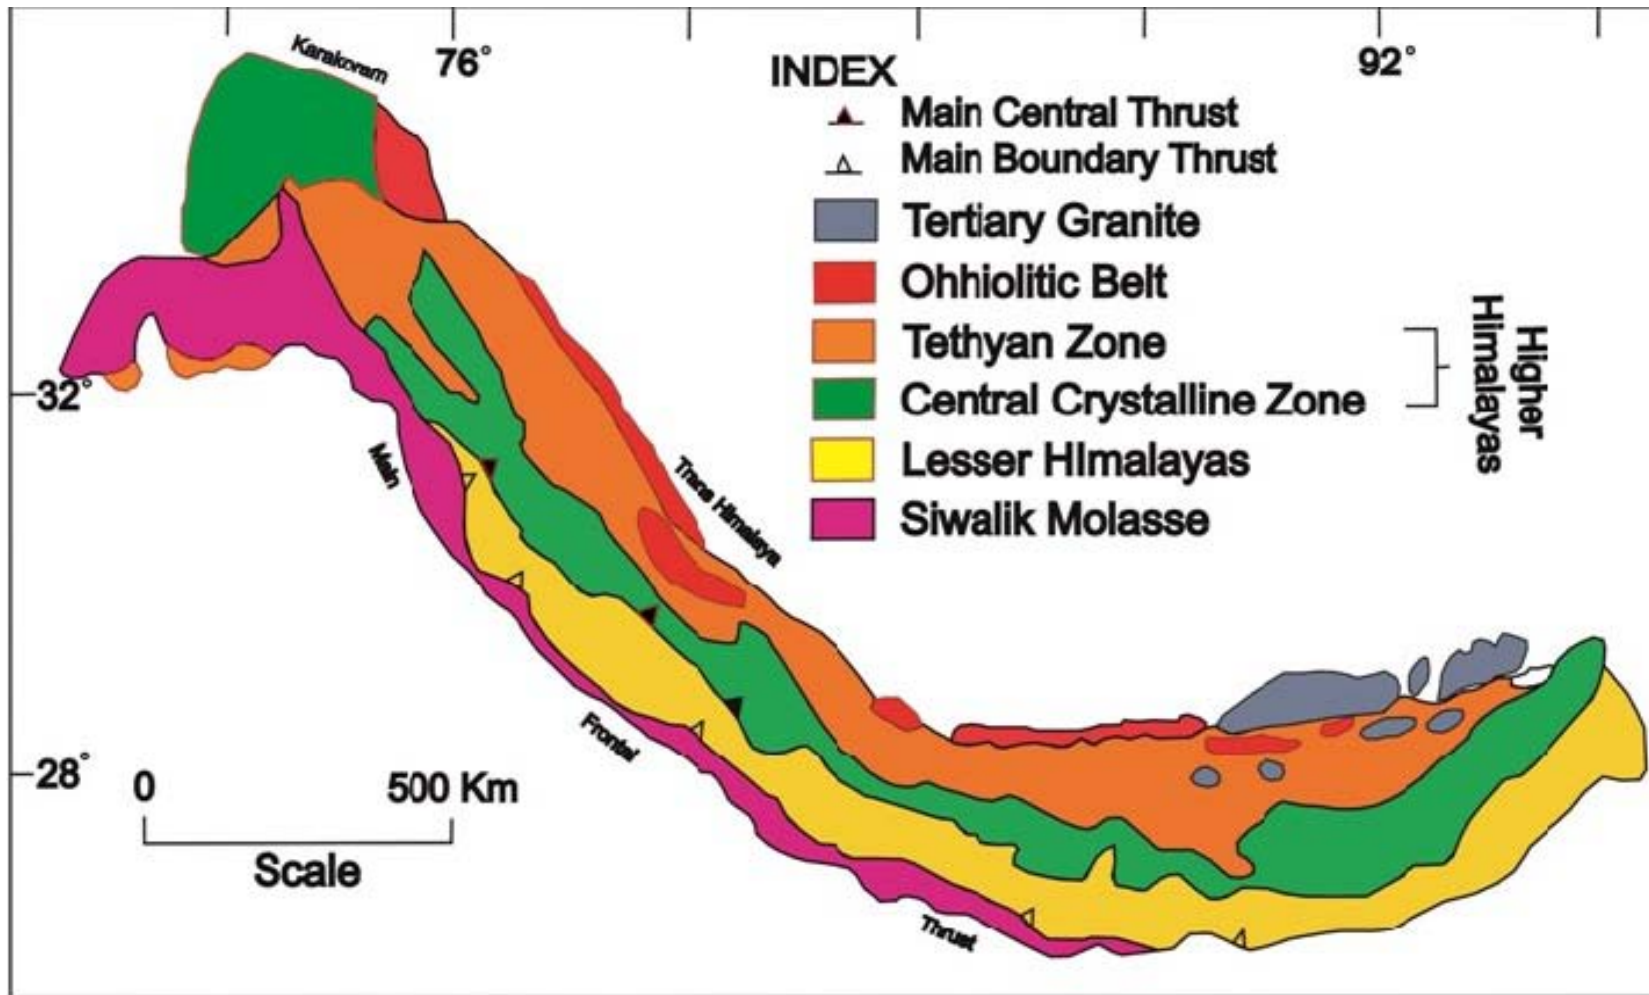 Karakoram
76°
92°
INDEX
Main Central Thrust
Main Boundary Thrust
Tertiary Granite
Ohhiolitic Belt
Tethyan Zone
Central Crystalline Zone
Higher
Himalayas
Lesser HImalayas
Siwalik Molasse
32°
Main
Trans Himalaya
Frontal
28°
0
500 Km
Scale
Thrust